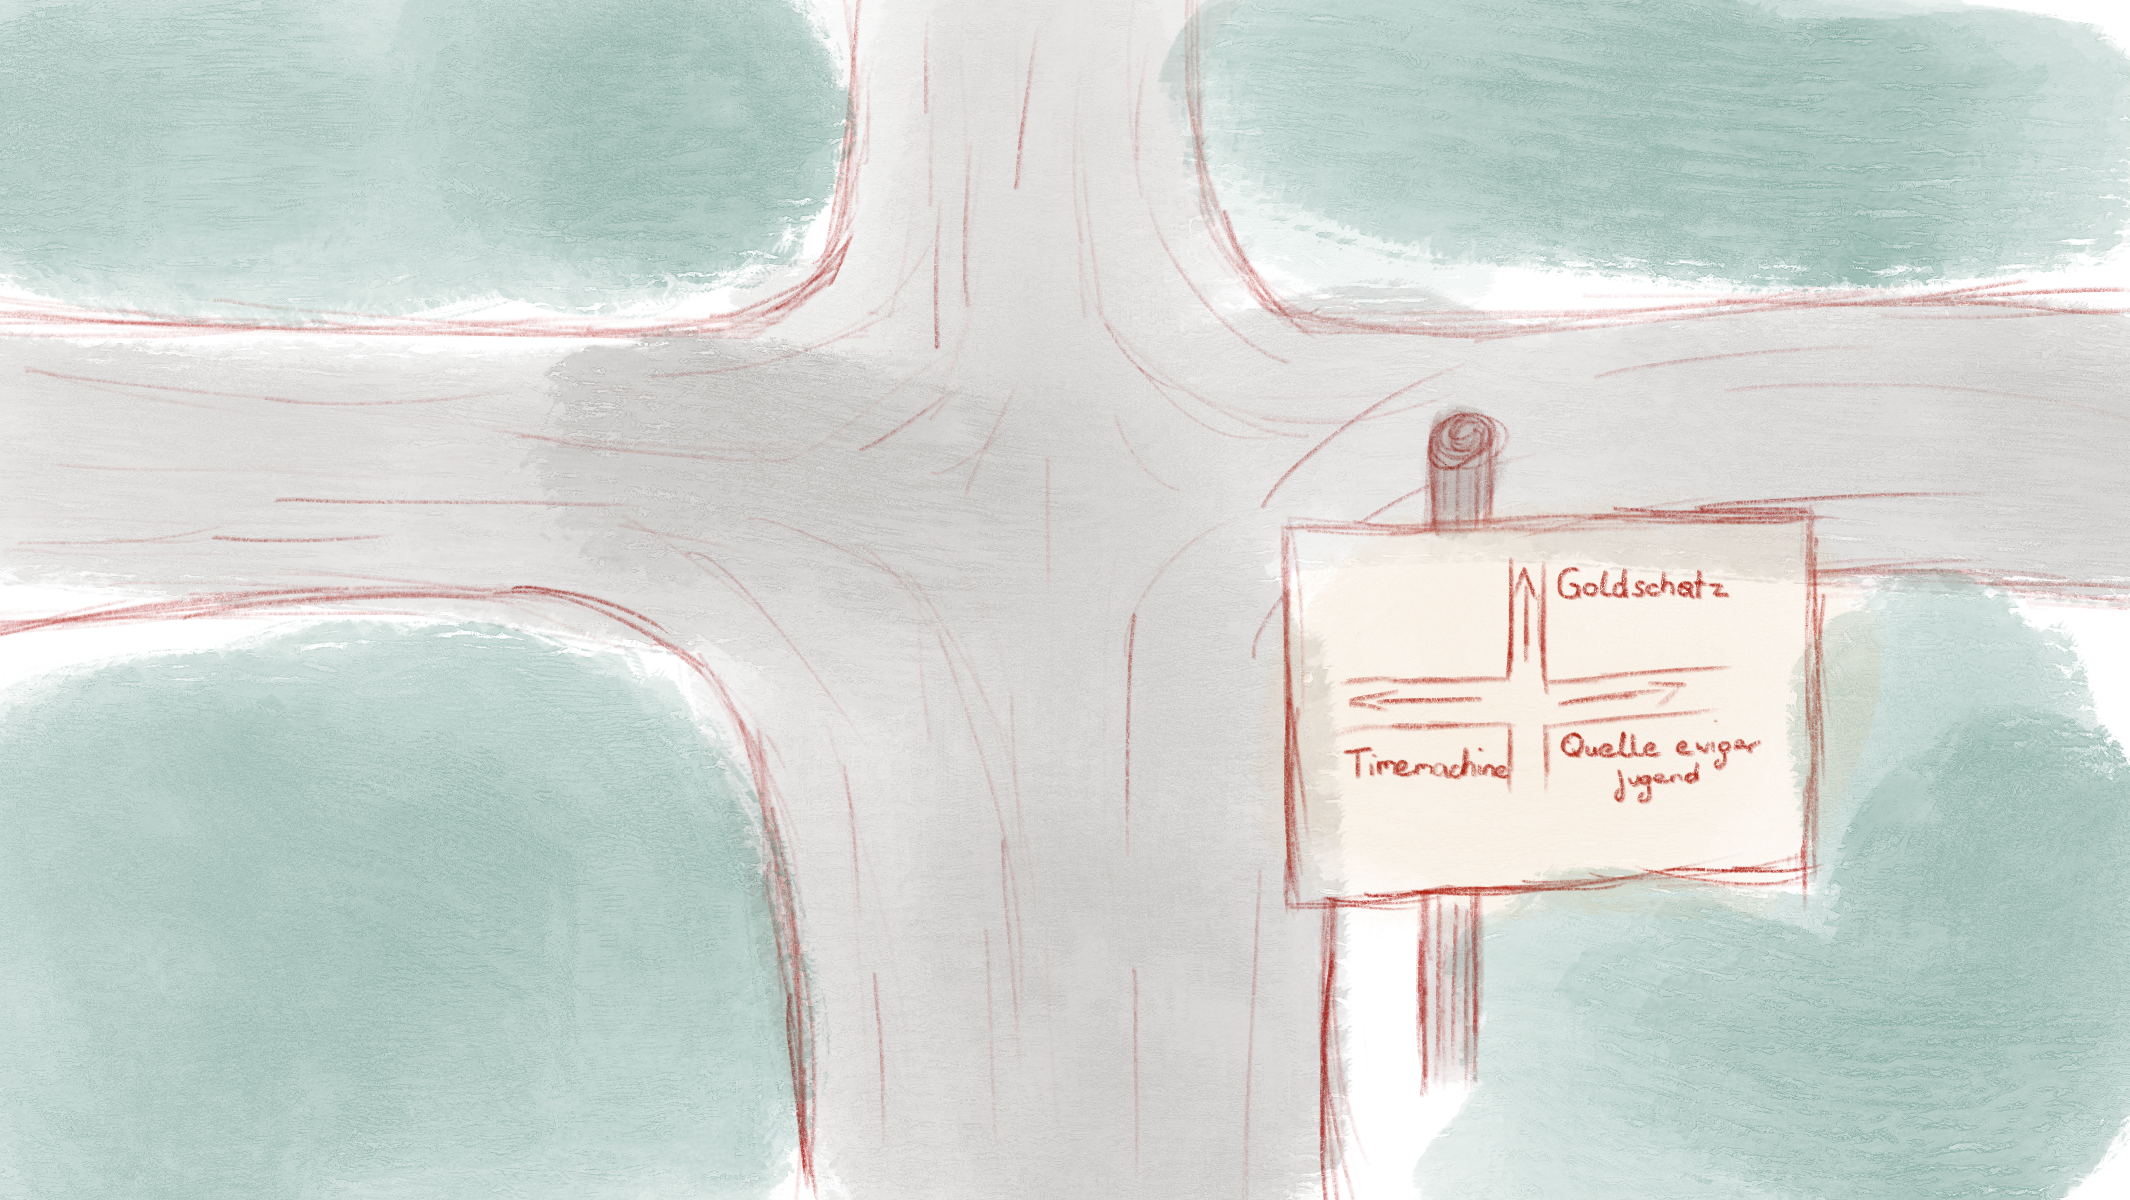 Goldschatz
Timemachine
Quelle ewiger
Jugend